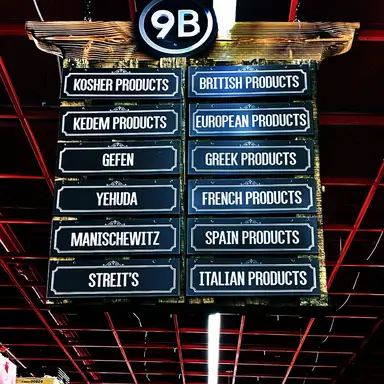 9B
KOSHER PRODUCTS
KEDEM PRODUCTS
GEFEN
YEHUDA
MANISCHEWITZ
STREIT'S
BRITISH PRODUCTS
EUROPEAN PRODUCTS
GREEK PRODUCTS
FRENCH PRODUCTS
SPAIN PRODUCTS
ITALIAN PRODUCTS